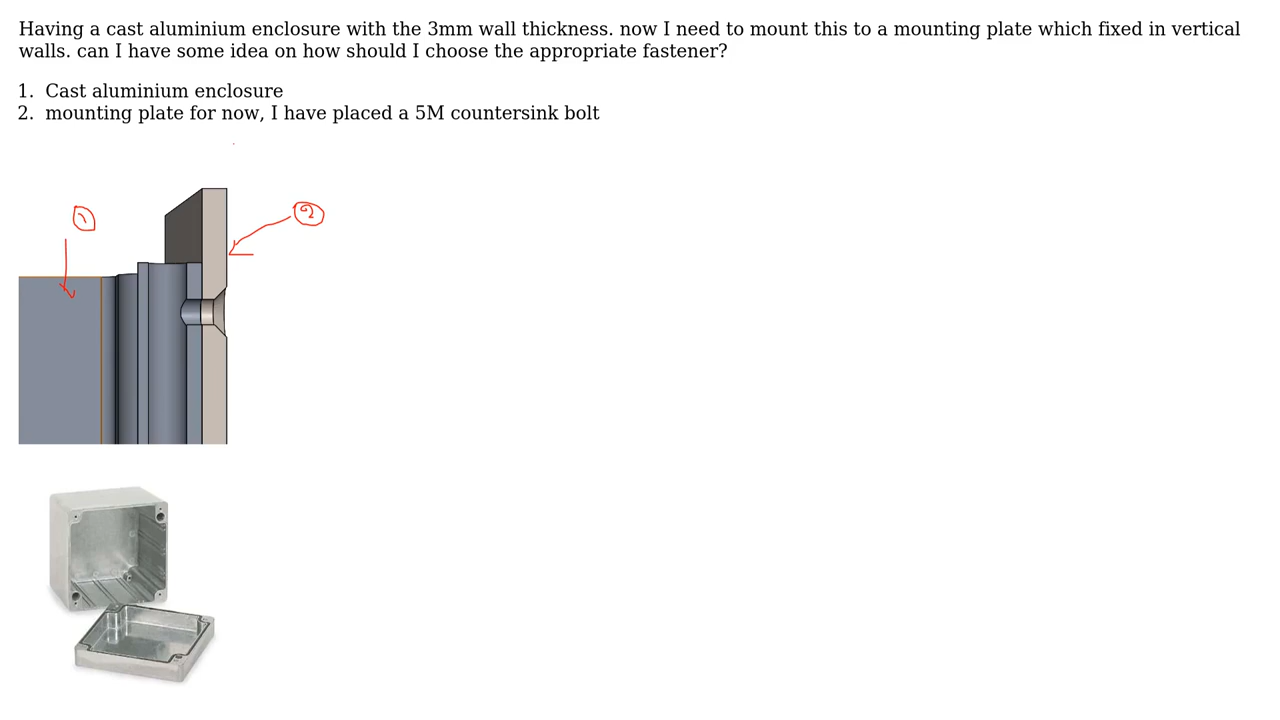 Having a cast aluminium enclosure with the 3mm wall thickness. now I need to mount this to a mounting plate which fixed in vertical
walls. can I have some idea on how should I choose the appropriate fastener?
1. Cast aluminium enclosure
2. mounting plate for now, I have placed a 5M countersink bolt
1
2